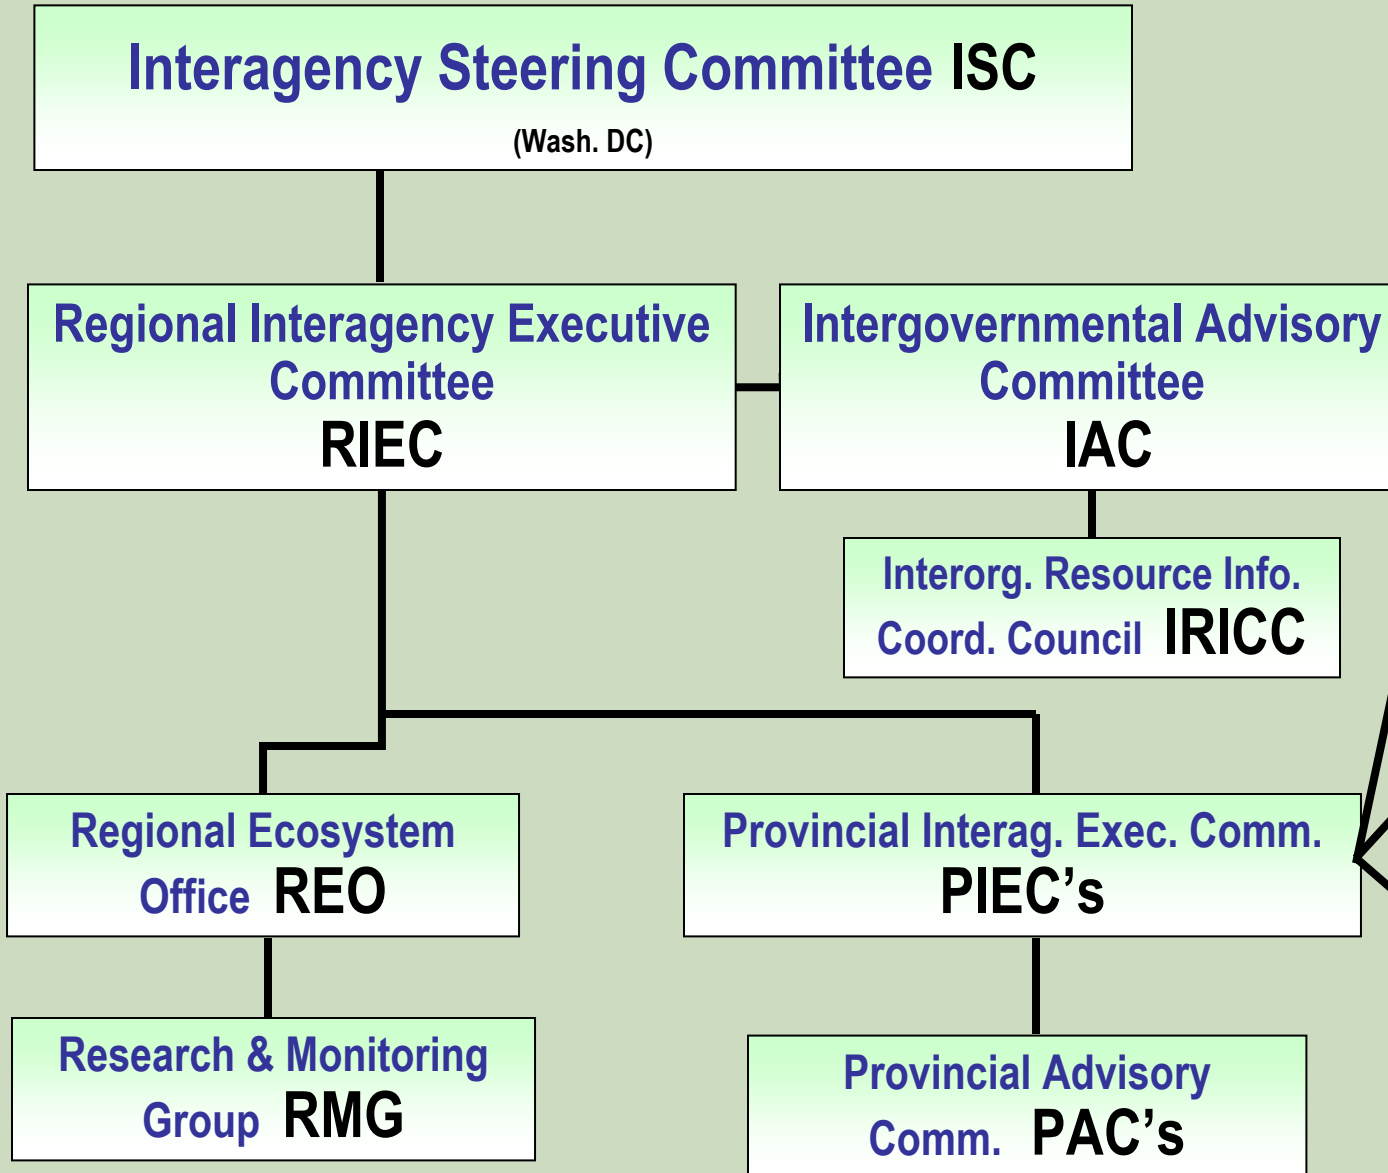 Interagency Steering Committee ISC
(Wash. DC)
Regional Interagency Executive
Committee
RIEC
Intergovernmental Advisory
Committee
IAC
Interorg. Resource Info.
Coord. Council IRICC
Regional Ecosystem
Office REO
Provincial Interag. Exec. Comm.
PIEC’s
Research & Monitoring
Group RMG
Provincial Advisory
Comm. PAC’s